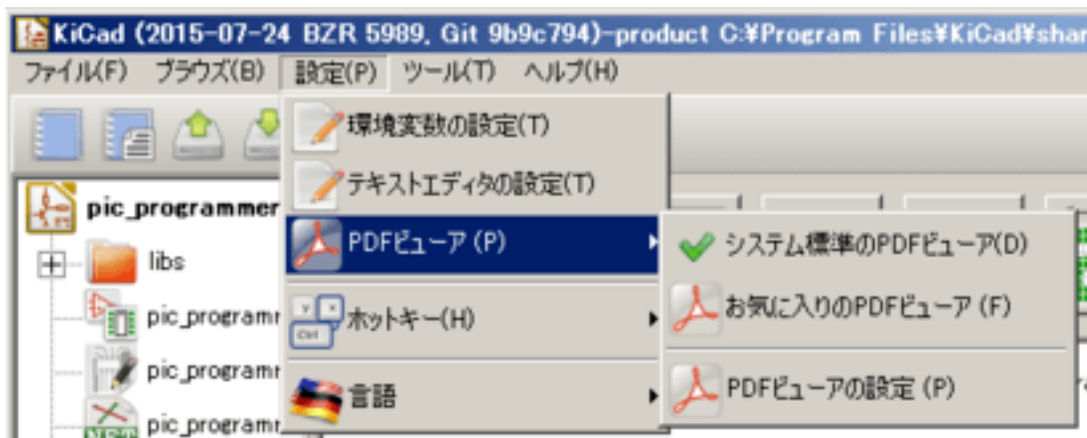 KiCad (2015-07-24 BZR 5989, Git 9b9c794)-product C:¥Program Files¥KiCad¥shar
ファイル(F) ブラウズ(B) 設定(P) ツール(T) ヘルプ(H)
環境変数の設定(T)
テキストエディタの設定(T)
pic_programmer
PDFビューア (P)
システム標準のPDFビューア(D)
libs
お気に入りのPDFビューア (F)
pic_programm
ホットキー(H)
Ctrl
pic_programm
PDFビューアの設定 (P)
言語
pic_programm
NET